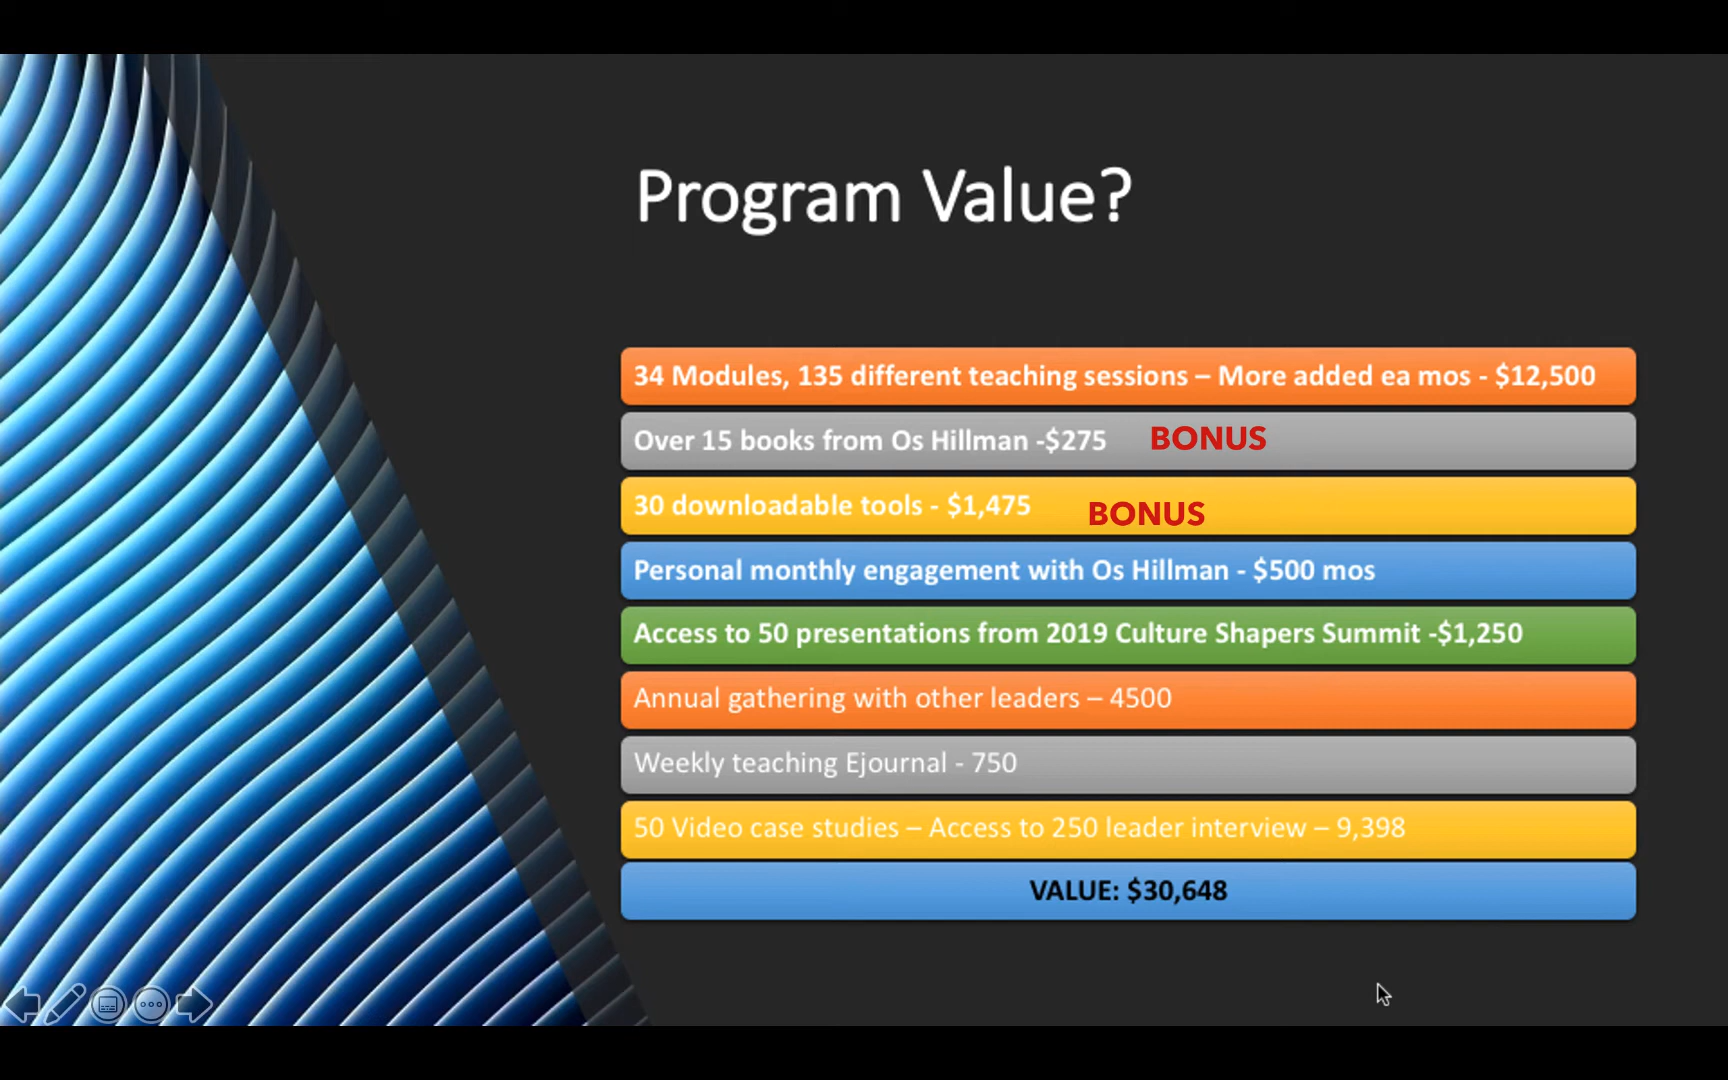 Program Value?
34 Modules, 135 different teaching sessions – More added ea mos - $12,500
Over 15 books from Os Hillman -$275 BONUS
30 downloadable tools - $1,475 BONUS
Personal monthly engagement with Os Hillman - $500 mos
Access to 50 presentations from 2019 Culture Shapers Summit -$1,250
Annual gathering with other leaders – 4500
Weekly teaching Ejournal - 750
50 Video case studies – Access to 250 leader interview – 9,398
VALUE: $30,648